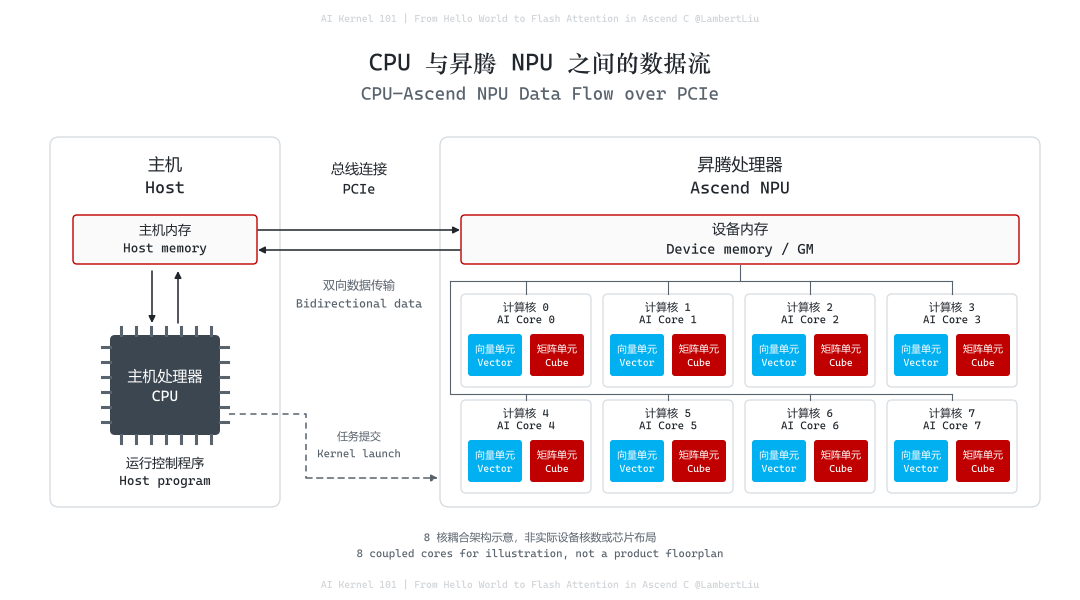 AI Kernel 101 | From Hello World to Flash Attention in Ascend C @LambertLiu
CPU 与昇腾 NPU 之间的数据流
CPU–Ascend NPU Data Flow over PCIe
主机
Host
主机内存
Host memory
主机处理器
CPU
运行控制程序
Host program
总线连接
PCIe
双向数据传输
Bidirectional data
任务提交
Kernel launch
昇腾处理器
Ascend NPU
设备内存
Device memory / GM
计算核 0
AI Core 0
向量单元
Vector
矩阵单元
Cube
计算核 1
AI Core 1
向量单元
Vector
矩阵单元
Cube
计算核 2
AI Core 2
向量单元
Vector
矩阵单元
Cube
计算核 3
AI Core 3
向量单元
Vector
矩阵单元
Cube
计算核 4
AI Core 4
向量单元
Vector
矩阵单元
Cube
计算核 5
AI Core 5
向量单元
Vector
矩阵单元
Cube
计算核 6
AI Core 6
向量单元
Vector
矩阵单元
Cube
计算核 7
AI Core 7
向量单元
Vector
矩阵单元
Cube
8 核耦合架构示意，非实际设备核数或芯片布局
8 coupled cores for illustration, not a product floorplan
AI Kernel 101 | From Hello World to Flash Attention in Ascend C @LambertLiu